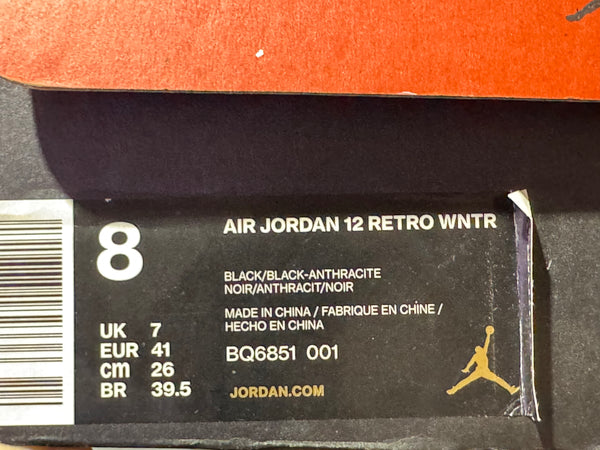 8
AIR JORDAN 12 RETRO WNTR
BLACK/BLACK-ANTHRACITE
NOIR/ANTHRACIT/NOIR
MADE IN CHINA / FABRIQUE EN CHINE /
HECHO EN CHINA
UK 7
EUR 41
cm 26
BR 39.5
BQ6851 001
JORDAN.COM